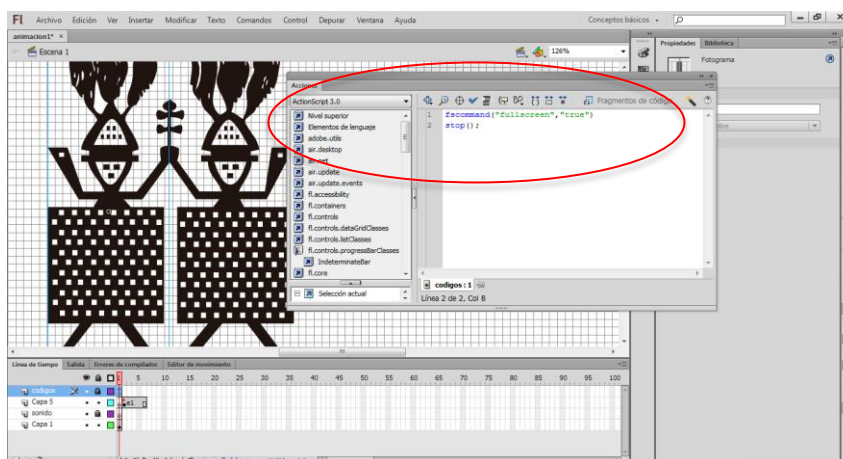 Fl Archivo Edición Ver Insertar Modificar Texto Comandos Control Depurar Ventana Ayuda Conceptos básicos
animacion1* ×
Escena 1 126%
Propiedades Biblioteca
Fotograma
Acciones
ActionScript 3.0 Fragmentos de código
Nivel superior
Elementos de lenguaje
adobe.utils
air.desktop
air.net
air.update
air.update.events
fl.accessibility
fl.containers
fl.controls
fl.controls.dataGridClasses
fl.controls.listClasses
fl.controls.progressBarClasses
IndeterminateBar
fl.core
1 fscommand("fullscreen","true")
2 stop();
Selección actual
codigos : 1
Línea 2 de 2, Col 8
Línea de tiempo Salida Errores de compilador Editor de movimiento
5 10 15 20 25 30 35 40 45 50 55 60 65 70 75 80 85 90 95 100
codigos
Capa 5
sonido
Capa 1